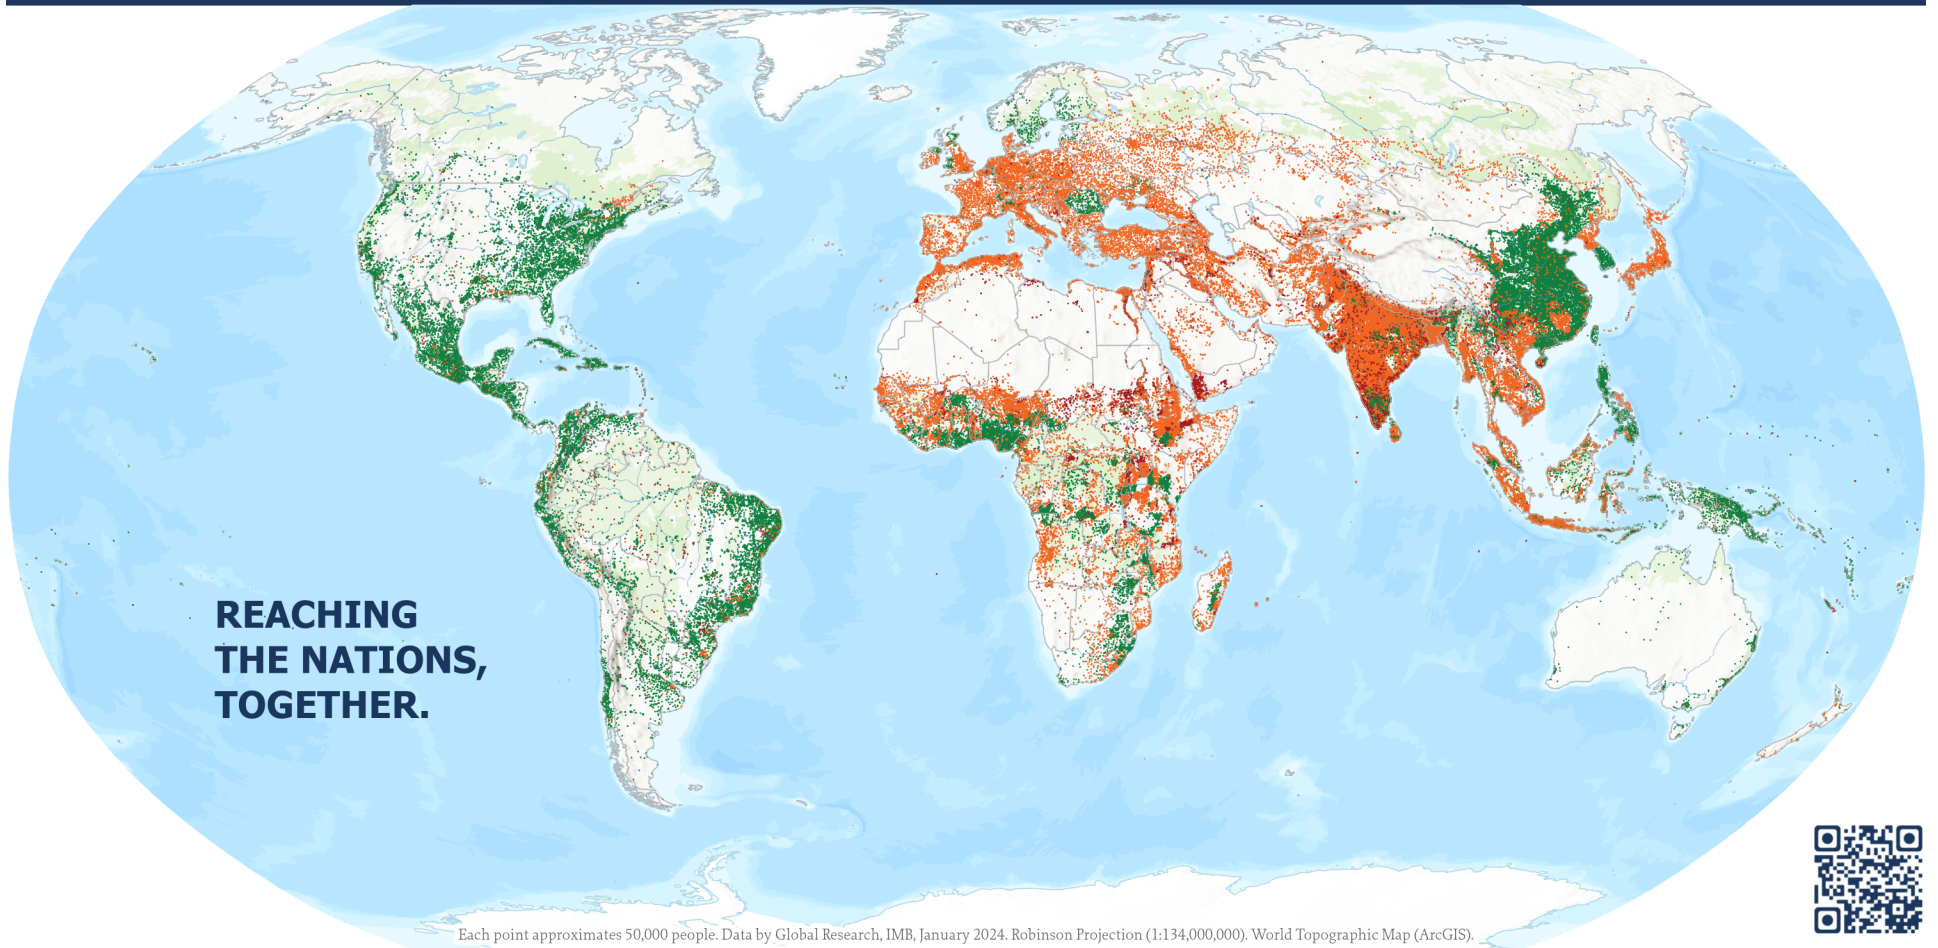 REACHING
THE NATIONS,
TOGETHER.
Each point approximates 50,000 people. Data by Global Research, IMB, January 2024. Robinson Projection (1:134,000,000). World Topographic Map (ArcGIS).